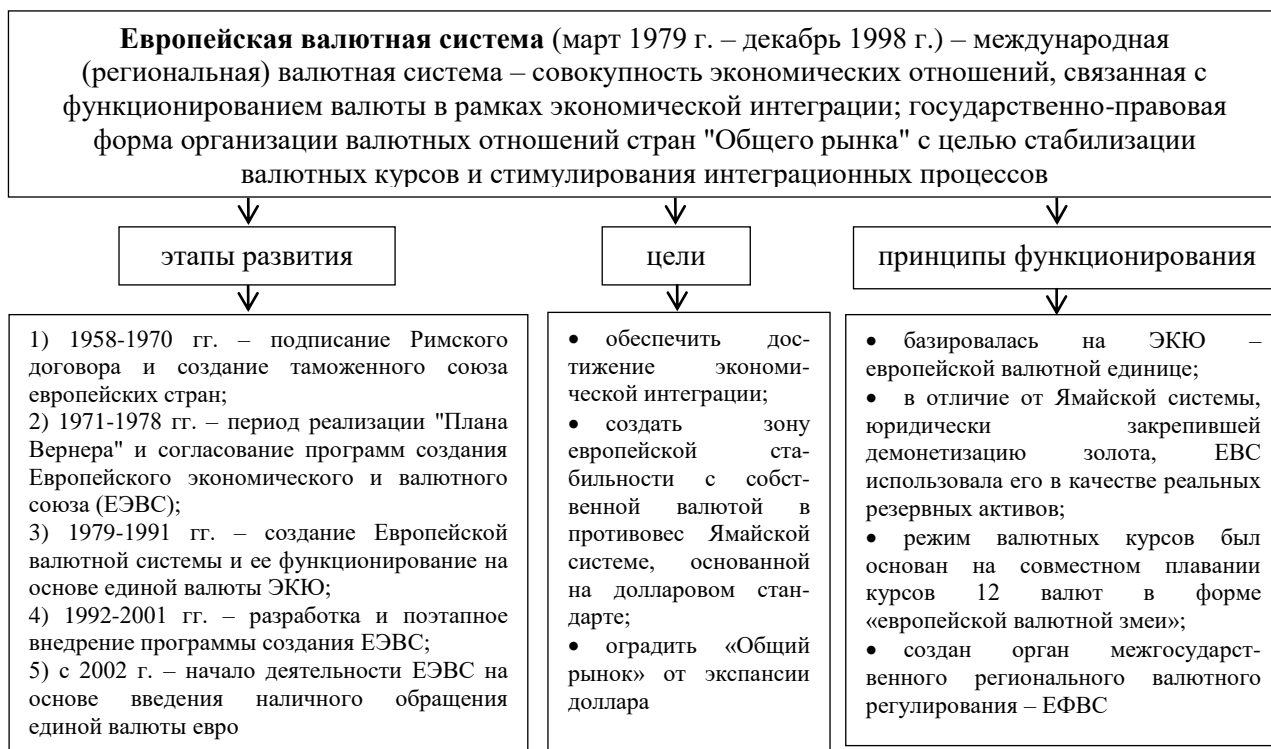 Европейская валютная система (март 1979 г. – декабрь 1998 г.) – международная
(региональная) валютная система – совокупность экономических отношений, связанная с
функционированием валюты в рамках экономической интеграции; государственно-правовая
форма организации валютных отношений стран "Общего рынка" с целью стабилизации
валютных курсов и стимулирования интеграционных процессов
этапы развития
цели
принципы функционирования
1) 1958-1970 гг. – подписание Римского
договора и создание таможенного союза
европейских стран;
2) 1971-1978 гг. – период реализации "Плана
Вернера" и согласование программ создания
Европейского экономического и валютного
союза (ЕЭВС);
3) 1979-1991 гг. – создание Европейской
валютной системы и ее функционирование на
основе единой валюты ЭКЮ;
4) 1992-2001 гг. – разработка и поэтапное
внедрение программы создания ЕЭВС;
5) с 2002 г. – начало деятельности ЕЭВС на
основе введения наличного обращения
единой валюты евро
• обеспечить дос-
тижение экономи-
ческой интеграции;
• создать зону
европейской ста-
бильности с собст-
венной валютой в
противовес Ямайской
системе, основанной
на долларовом стан-
дарте;
• оградить «Общий
рынок» от экспансии
доллара
• базировалась на ЭКЮ –
европейской валютной единице;
• в отличие от Ямайской системы,
юридически закрепившей
демонетизацию золота, ЕВС
использовала его в качестве реальных
резервных активов;
• режим валютных курсов был
основан на совместном плавании
курсов 12 валют в форме
«европейской валютной змеи»;
• создан орган межгосударст-
венного регионального валютного
регулирования – ЕФВС